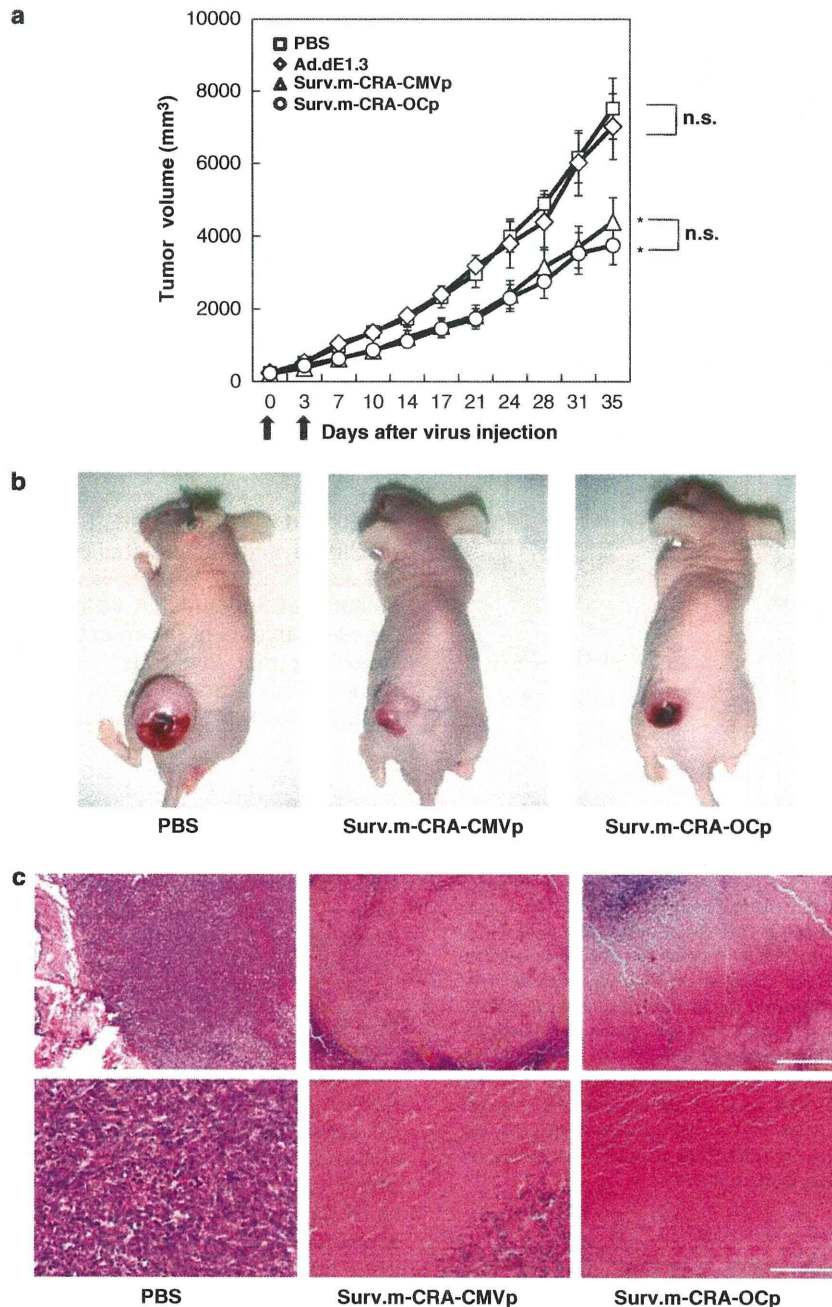 a
10000
8000
6000
4000
2000
0
Tumor volume (mm³)
PBS
Ad.dE1.3
Surv.m-CRA-CMVp
Surv.m-CRA-OCp
n.s.
*
n.s.
*
0 3 7 10 14 17 21 24 28 31 35
Days after virus injection
b
PBS Surv.m-CRA-CMVp Surv.m-CRA-OCp
c
PBS Surv.m-CRA-CMVp Surv.m-CRA-OCp